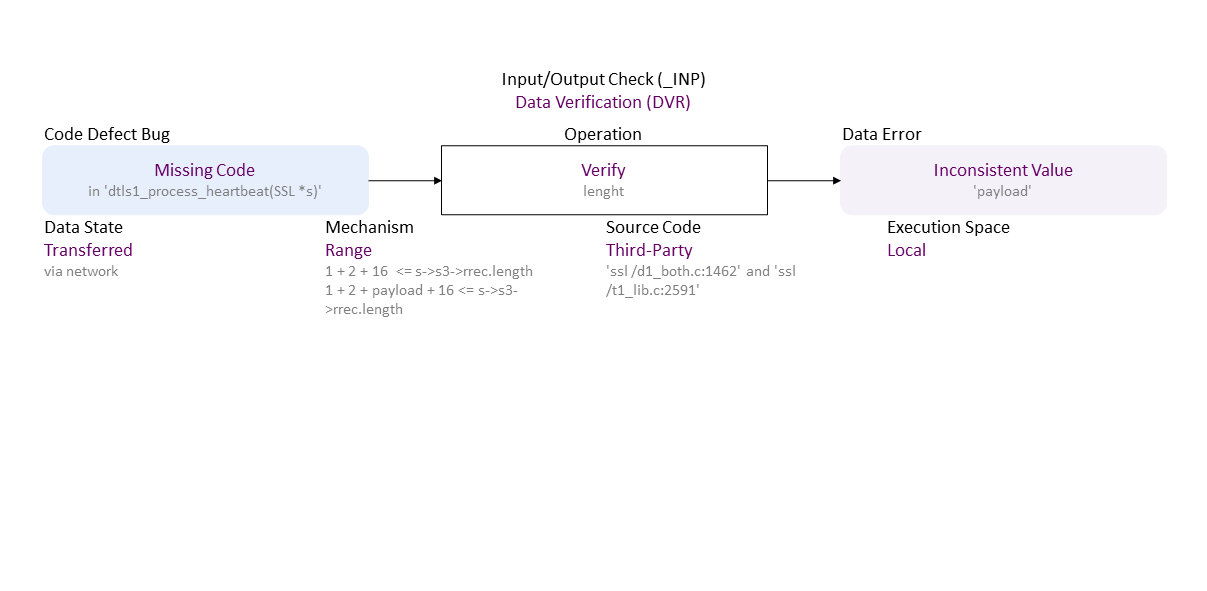 Input/Output Check (_INP)
Data Verification (DVR)
Code Defect Bug
Operation
Data Error
Missing Code
in 'dtls1_process_heartbeat(SSL *s)'
Verify
lenght
Inconsistent Value
'payload'
Data State
Transferred
via network
Mechanism
Range
1 + 2 + 16 <= s->s3->rrec.length
1 + 2 + payload + 16 <= s->s3-
>rrec.length
Source Code
Third-Party
'ssl /d1_both.c:1462' and 'ssl
/t1_lib.c:2591'
Execution Space
Local